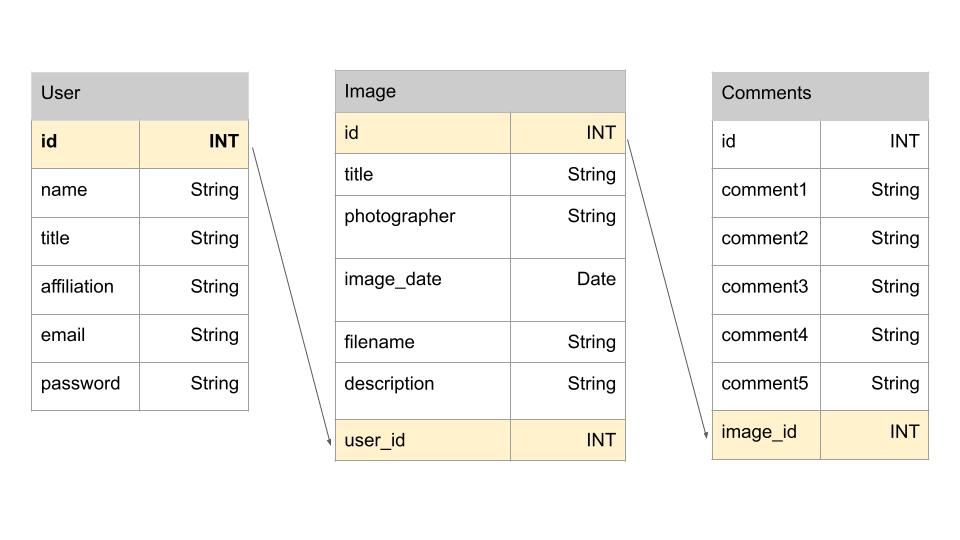 User
id INT
name String
title String
affiliation String
email String
password String
Image
id INT
title String
photographer String
image_date Date
filename String
description String
user_id INT
Comments
id INT
comment1 String
comment2 String
comment3 String
comment4 String
comment5 String
image_id INT